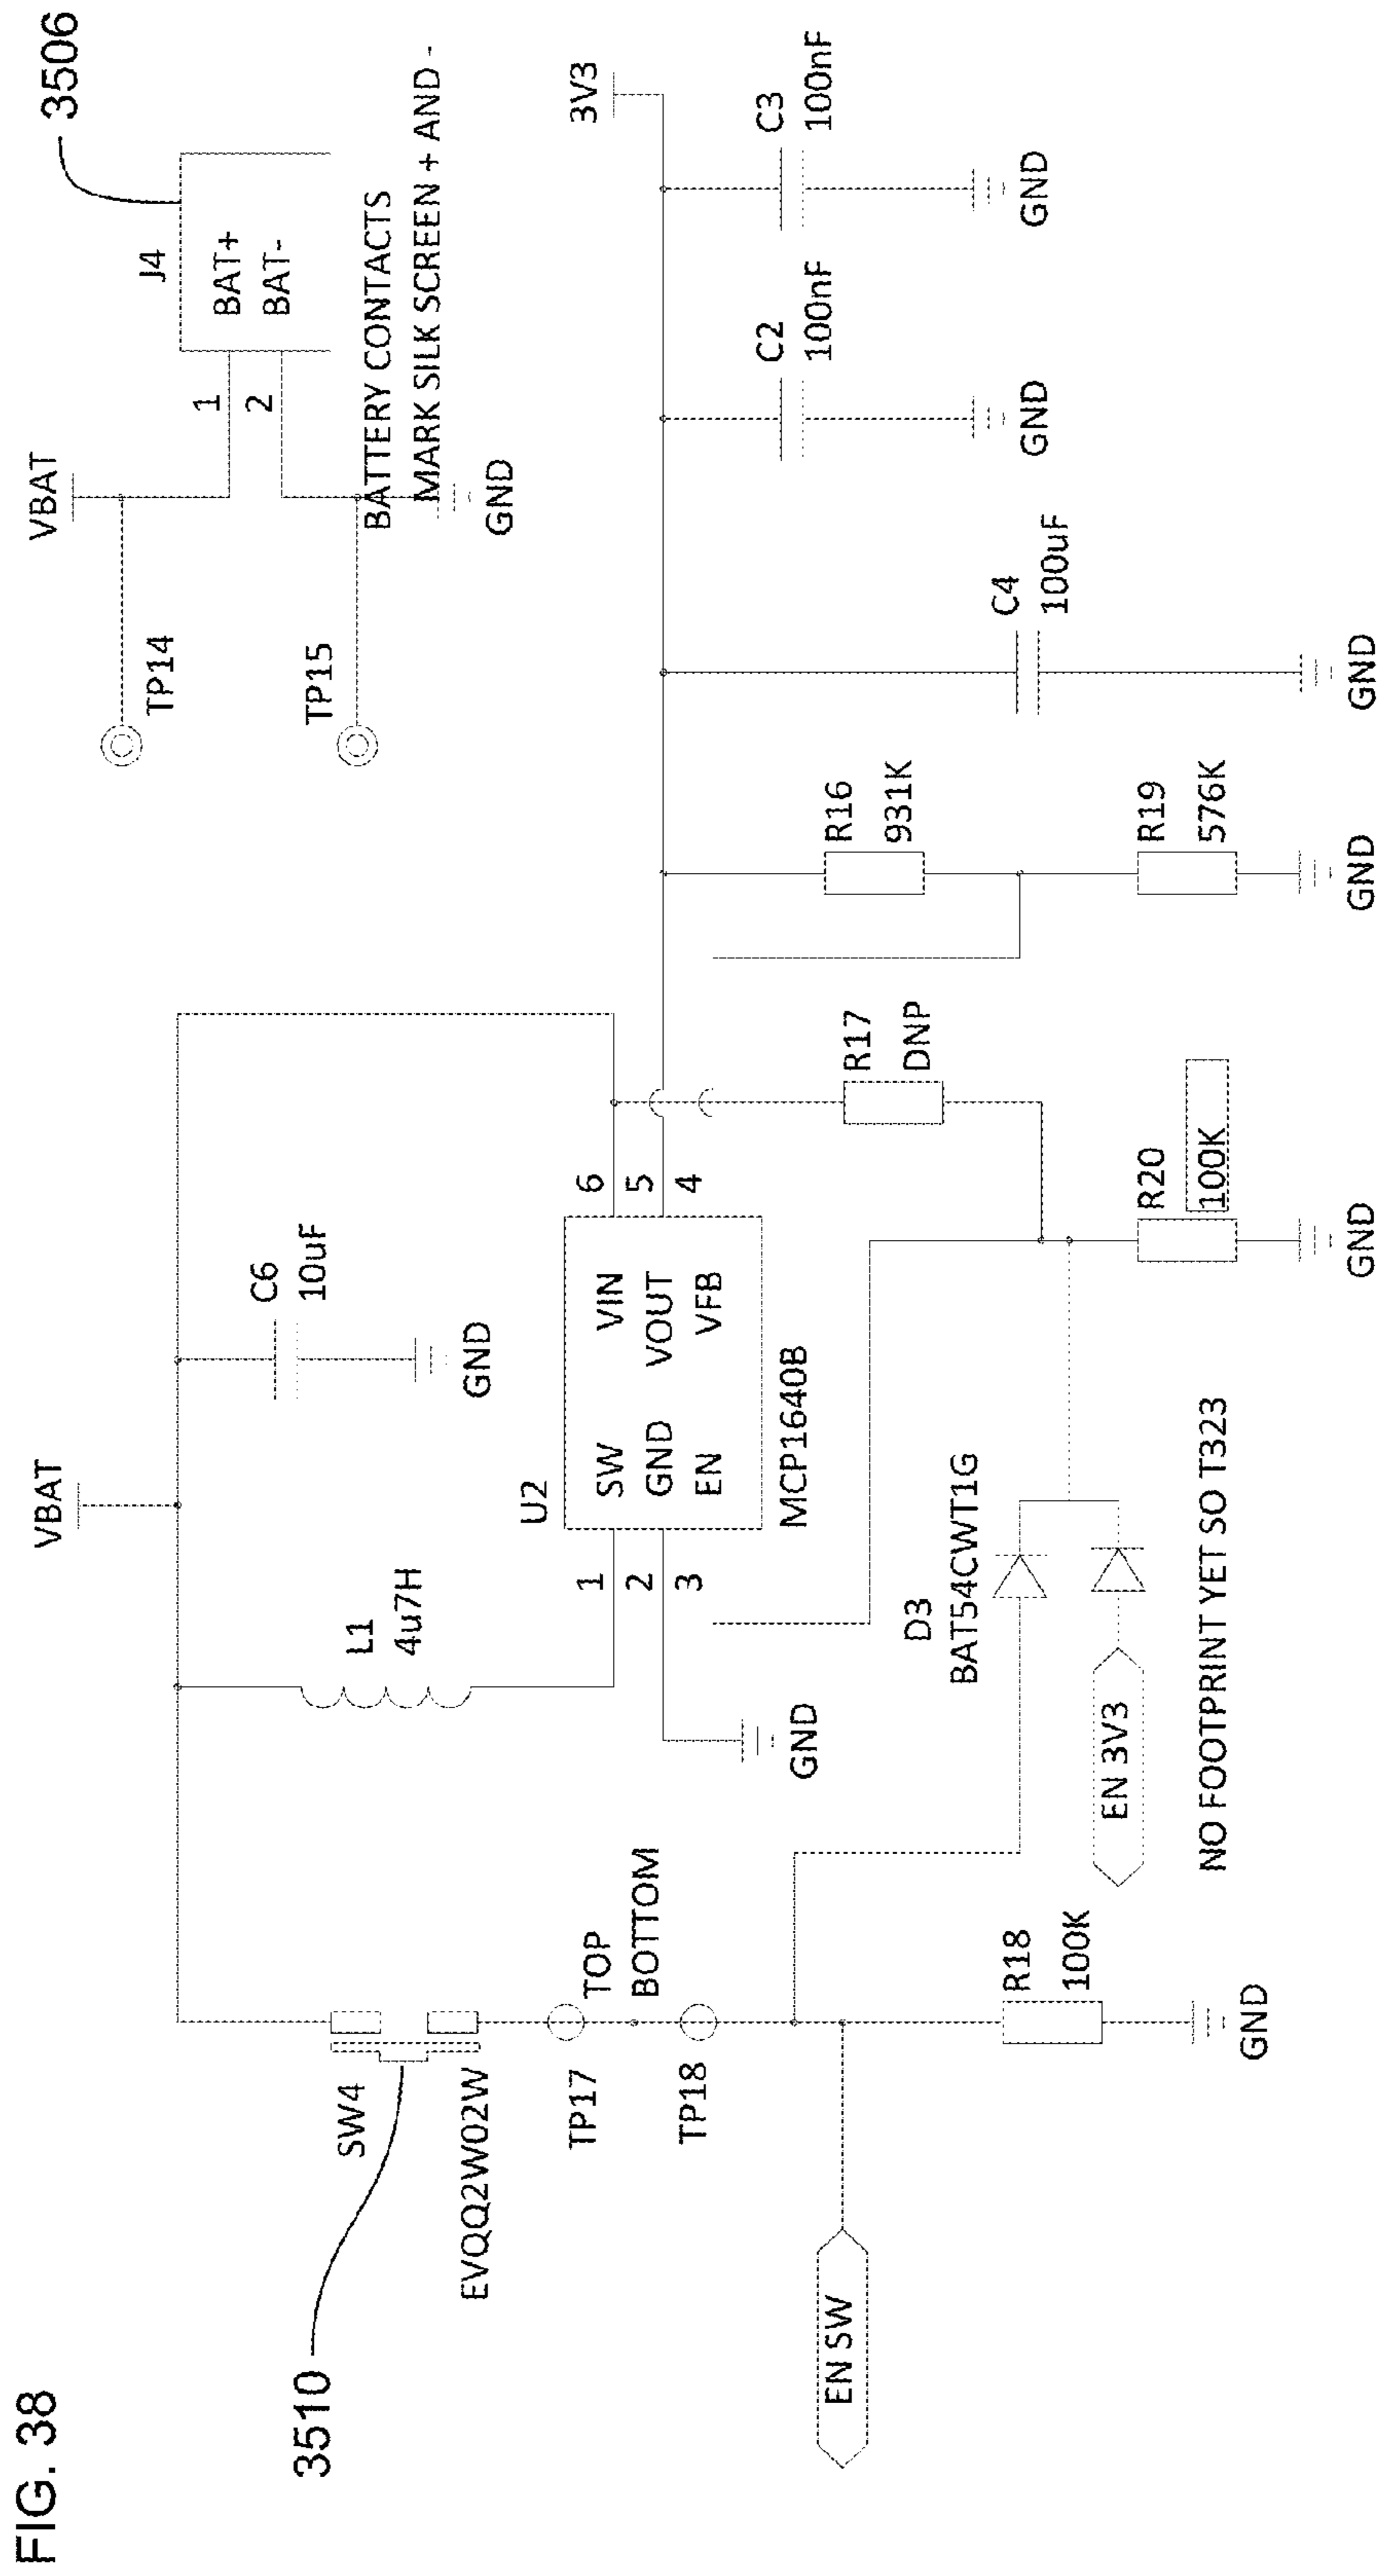 FIG. 38
3510
SW4
EVQQ2W02W
TP17
TOP
BOTTOM
TP18
EN SW
R18
100K
GND
VBAT
L1
4u7H
C6
10uF
GND
U2
1
2
3
SW
GND
EN
VIN
VOUT
VFB
6
5
4
MCP1640B
GND
D3
BAT54CWT1G
EN 3V3
NO FOOTPRINT YET SO T323
R17
DNP
R20
100K
GND
R16
931K
R19
576K
GND
C4
100uF
GND
C2
100nF
GND
C3
100nF
GND
3V3
VBAT
TP14
TP15
1
2
J4
BAT+
BAT-
3506
BATTERY CONTACTS
MARK SILK SCREEN + AND -
GND